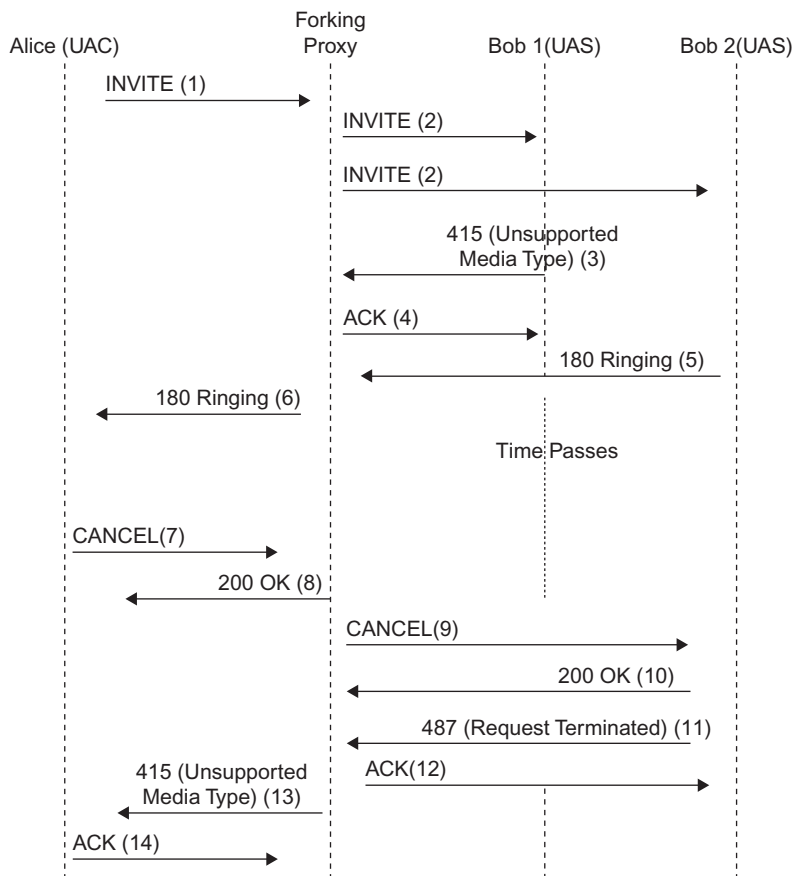 Forking
Alice (UAC) Proxy Bob 1(UAS) Bob 2(UAS)
INVITE (1)
INVITE (2)
INVITE (2)
415 (Unsupported
Media Type) (3)
ACK (4)
180 Ringing (5)
180 Ringing (6)
Time Passes
CANCEL(7)
200 OK (8)
CANCEL(9)
200 OK (10)
487 (Request Terminated) (11)
415 (Unsupported
Media Type) (13)
ACK(12)
ACK (14)